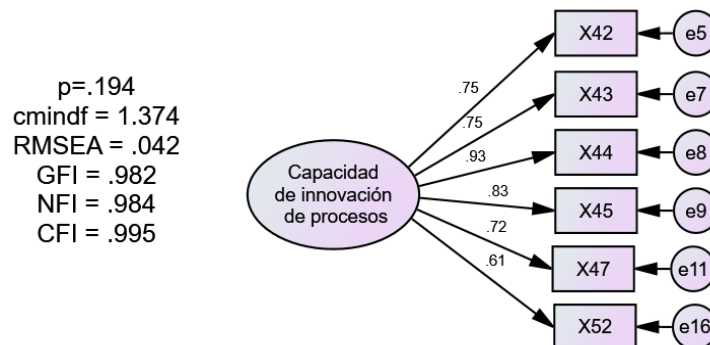 p=.194
cmindf = 1.374
RMSEA = .042
GFI = .982
NFI = .984
CFI = .995
Capacidad
de innovación
de procesos
.75
.75
.93
.83
.72
.61
X42
e5
X43
e7
X44
e8
X45
e9
X47
e11
X52
e16